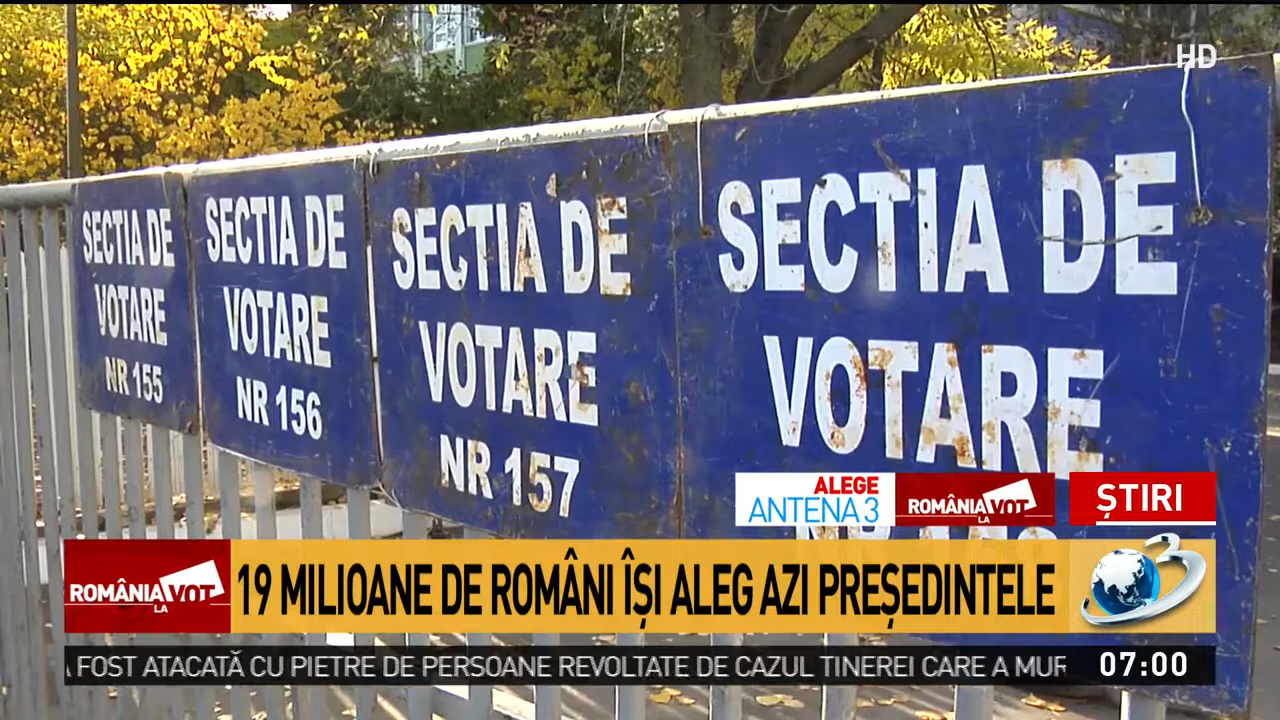 HD
SECTIA DE
VOTARE
NR 155
SECTIA DE
VOTARE
NR 156
SECTIA DE
VOTARE
NR 157
SECTIA DE
VOTARE
ALEGE
ANTENA 3
ROMÂNIA VOT
LA
ȘTIRI
ROMÂNIA VOT
LA
19 MILIOANE DE ROMÂNI ÎȘI ALEG AZI PREȘEDINTELE
3
A FOST ATACATĂ CU PIETRE DE PERSOANE REVOLTATE DE CAZUL TINEREI CARE A MUR
07:00